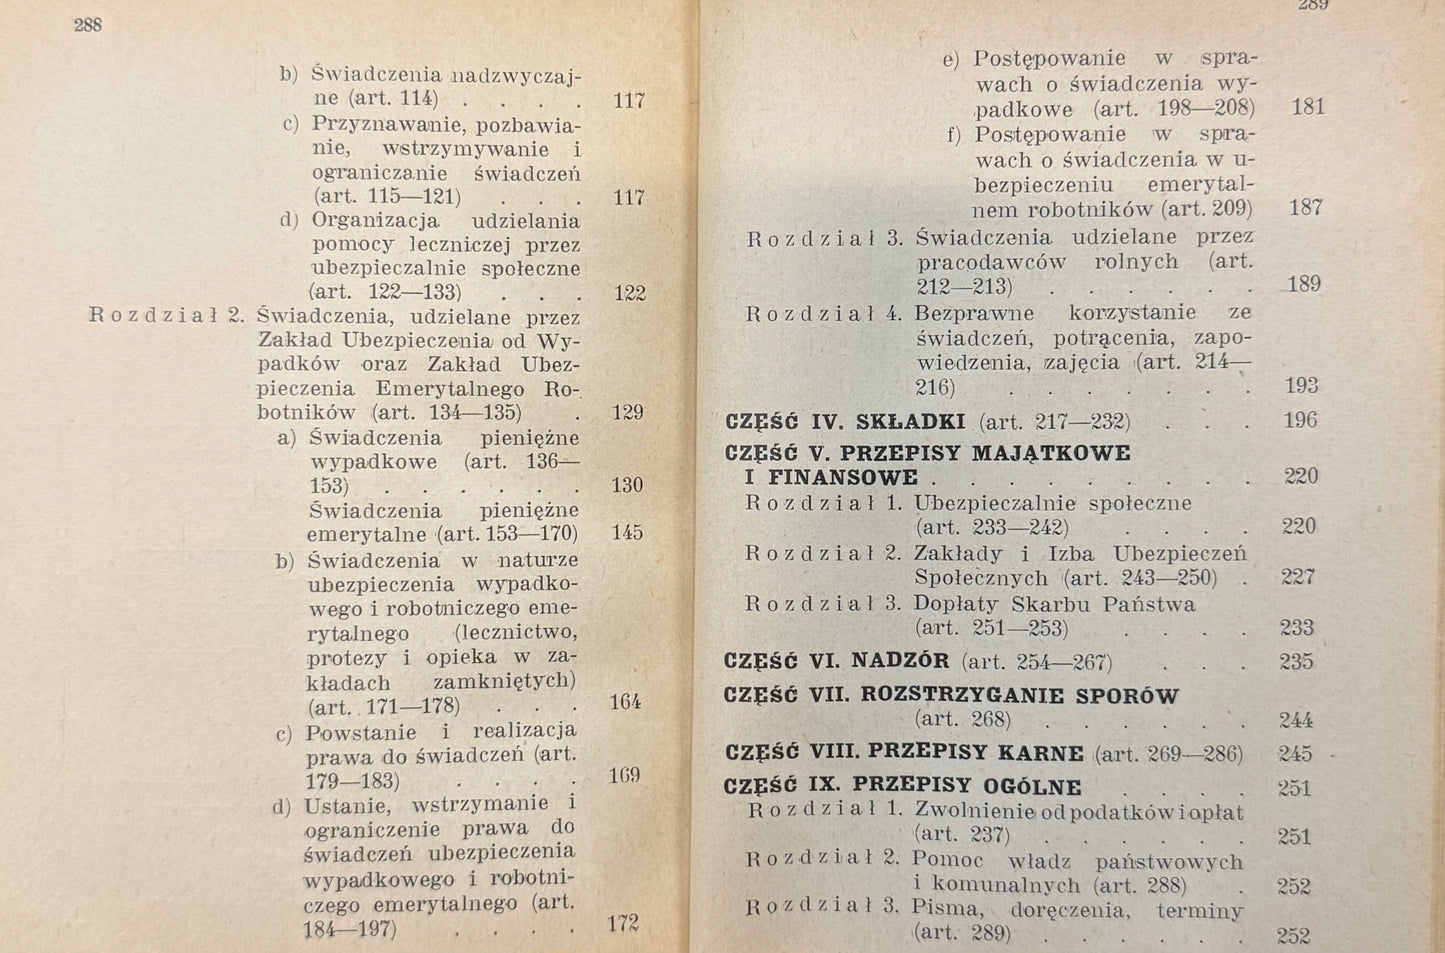 288
b) Świadczenia nadzwyczaj-
ne (art. 114) . . . . 117
c) Przyznawanie, pozbawia-
nie, wstrzymywanie i
ograniczanie świadczeń
(art. 115—121) . . . 117
d) Organizacja udzielania
pomocy leczniczej przez
ubezpieczalnie społeczne
(art. 122—133) . . . 122
Rozdział 2. Świadczenia, udzielane przez
Zakład Ubezpieczenia od Wy-
padków oraz Zakład Ubez-
pieczenia Emerytalnego Ro-
botników (art. 134—135) . 129
a) Świadczenia pieniężne
wypadkowe (art. 136—
153) . . . . . . 130
Świadczenia pieniężne
emerytalne (art. 153—170) 145
b) Świadczenia w naturze
ubezpieczenia wypadko-
wego i robotniczego eme-
rytalnego (lecznictwo,
protezy i opieka w za-
kładach zamkniętych)
(art. 171—178) . . . 164
c) Powstanie i realizacja
prawa do świadczeń (art.
179—183) . . . . 169
d) Ustanie, wstrzymanie i
ograniczenie prawa do
świadczeń ubezpieczenia
wypadkowego i robotni-
czego emerytalnego (art.
184—197) . . . . 172
289
e) Postępowanie w spra-
wach o świadczenia wy-
padkowe (art. 198—208) 181
f) Postępowanie w spra-
wach o świadczenia w u-
bezpieczeniu emerytal-
nem robotników (art. 209) 187
Rozdział 3. Świadczenia udzielane przez
pracodawców rolnych (art.
212—213) . . . . . . 189
Rozdział 4. Bezprawne korzystanie ze
świadczeń, potrącenia, zapo-
wiedzenia, zajęcia (art. 214—
216) . . . . . . . 193
CZĘŚĆ IV. SKŁADKI (art. 217—232) . . . 196
CZĘŚĆ V. PRZEPISY MAJĄTKOWE
I FINANSOWE . . . . . . . . . 220
Rozdział 1. Ubezpieczalnie społeczne
(art. 233—242) . . . . 220
Rozdział 2. Zakłady i Izba Ubezpieczeń
Społecznych (art. 243—250) . 227
Rozdział 3. Dopłaty Skarbu Państwa
(art. 251—253) . . . . 233
CZĘŚĆ VI. NADZÓR (art. 254—267) . . . 235
CZĘŚĆ VII. ROZSTRZYGANIE SPORÓW
(art. 268) . . . . . . 244
CZĘŚĆ VIII. PRZEPISY KARNE (art. 269—286) 245
CZĘŚĆ IX. PRZEPISY OGÓLNE . . . . 251
Rozdział 1. Zwolnienie od podatków i opłat
(art. 237) . . . . . . 251
Rozdział 2. Pomoc władz państwowych
i komunalnych (art. 288) . 252
Rozdział 3. Pisma, doręczenia, terminy
(art. 289) . . . . . . 252